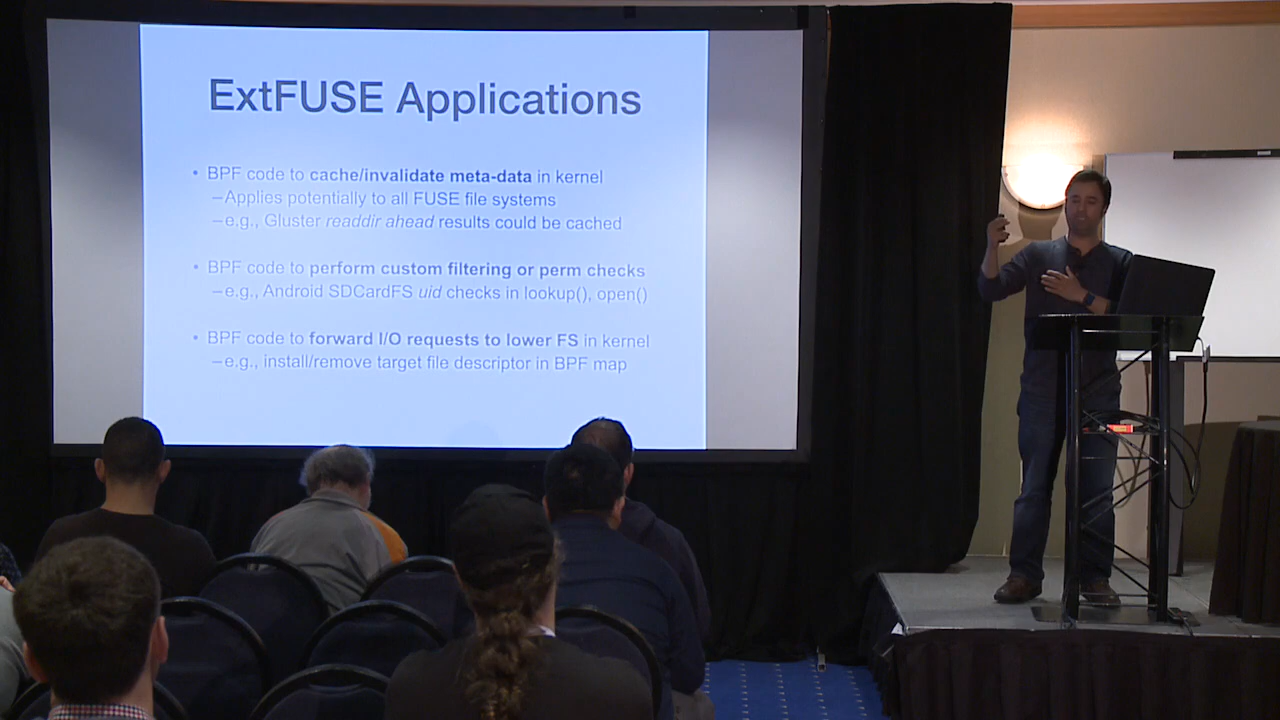 ExtFUSE Applications
• BPF code to cache/invalidate meta-data in kernel
–Applies potentially to all FUSE file systems
–e.g., Gluster readdir ahead results could be cached
• BPF code to perform custom filtering or perm checks
–e.g., Android SDCardFS uid checks in lookup(), open()
• BPF code to forward I/O requests to lower FS in kernel
–e.g., install/remove target file descriptor in BPF map